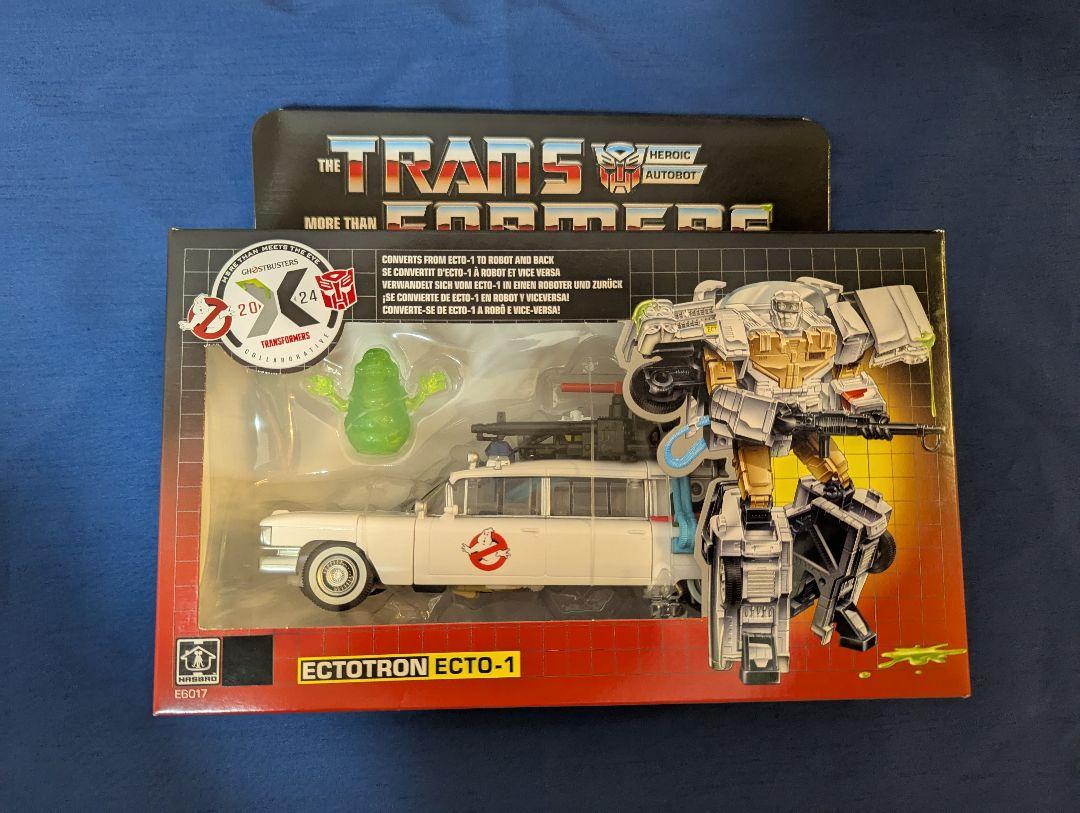 THE TRANSFORMERS
HEROIC
AUTOBOT
MORE THAN
MORE THAN MEETS THE EYE
GHOSTBUSTERS
20 X 24
TRANSFORMERS
COLLABORATIVE
CONVERTS FROM ECTO-1 TO ROBOT AND BACK
SE CONVERTIT D'ECTO-1 À ROBOT ET VICE VERSA
VERWANDELT SICH VOM ECTO-1 IN EINEN ROBOTER UND ZURÜCK
¡SE CONVIERTE DE ECTO-1 EN ROBOT Y VICEVERSA!
CONVERTE-SE DE ECTO-1 A ROBÔ E VICE-VERSA!
HASBRO
E6017
ECTOTRON ECTO-1